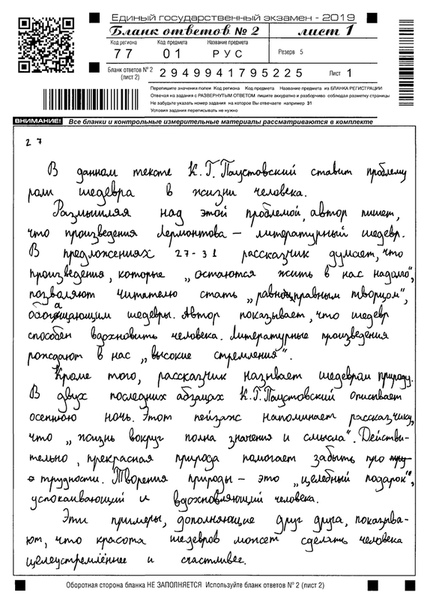 Единый государственный экзамен - 2019
Бланк ответов № 2 лист 1
Код региона Код предмета Название предмета
77 01 РУС Резерв 5
Бланк ответов № 2 (лист 2) 2949941795225 Лист 1
Перепишите значения полей Код региона Код предмета Название предмета из БЛАНКА РЕГИСТРАЦИИ
Отвечая на задания с РАЗВЕРНУТЫМ ОТВЕТОМ пишите аккуратно и разборчиво соблюдая разметку страницы
Не забудьте указать номер задания на которое Вы отвечаете например 31
Условия задания переписывать не нужно
ВНИМАНИЕ! Все бланки и контрольные измерительные материалы рассматриваются в комплекте
27
В данном тексте К.Г. Паустовский ставит проблему
роли шедевра в жизни человека.
Размышляя над этой проблемой, автор пишет,
что произведения Лермонтова – литературный шедевр.
В предложениях 27-31 рассказчик думает, что
произведения, которые „остаются жить в нас надолго",
позволяют читателю стать „равноправным творцом",
обогащающим шедевры. Автор показывает, что шедевр
способен вдохновить человека. Литературные произведения
рождают в нас „высокие стремления".
Кроме того, рассказчик называет шедевром природу.
В двух последних абзацах К.Г. Паустовский описывает
осеннюю ночь. Этот пейзаж напоминает рассказчику,
что „жизнь вокруг полна значения и смысла". Действи-
тельно, прекрасная природа помогает забыть про
трудности. Творения природы – это „целебный подарок",
успокаивающий и вдохновляющий человека.
Эти примеры, дополняющие друг друга, показыва-
ют, что красота шедевров может сделать человека
целеустремлённее и счастливее.
Оборотная сторона бланка НЕ ЗАПОЛНЯЕТСЯ Используйте бланк ответов № 2 (лист 2)